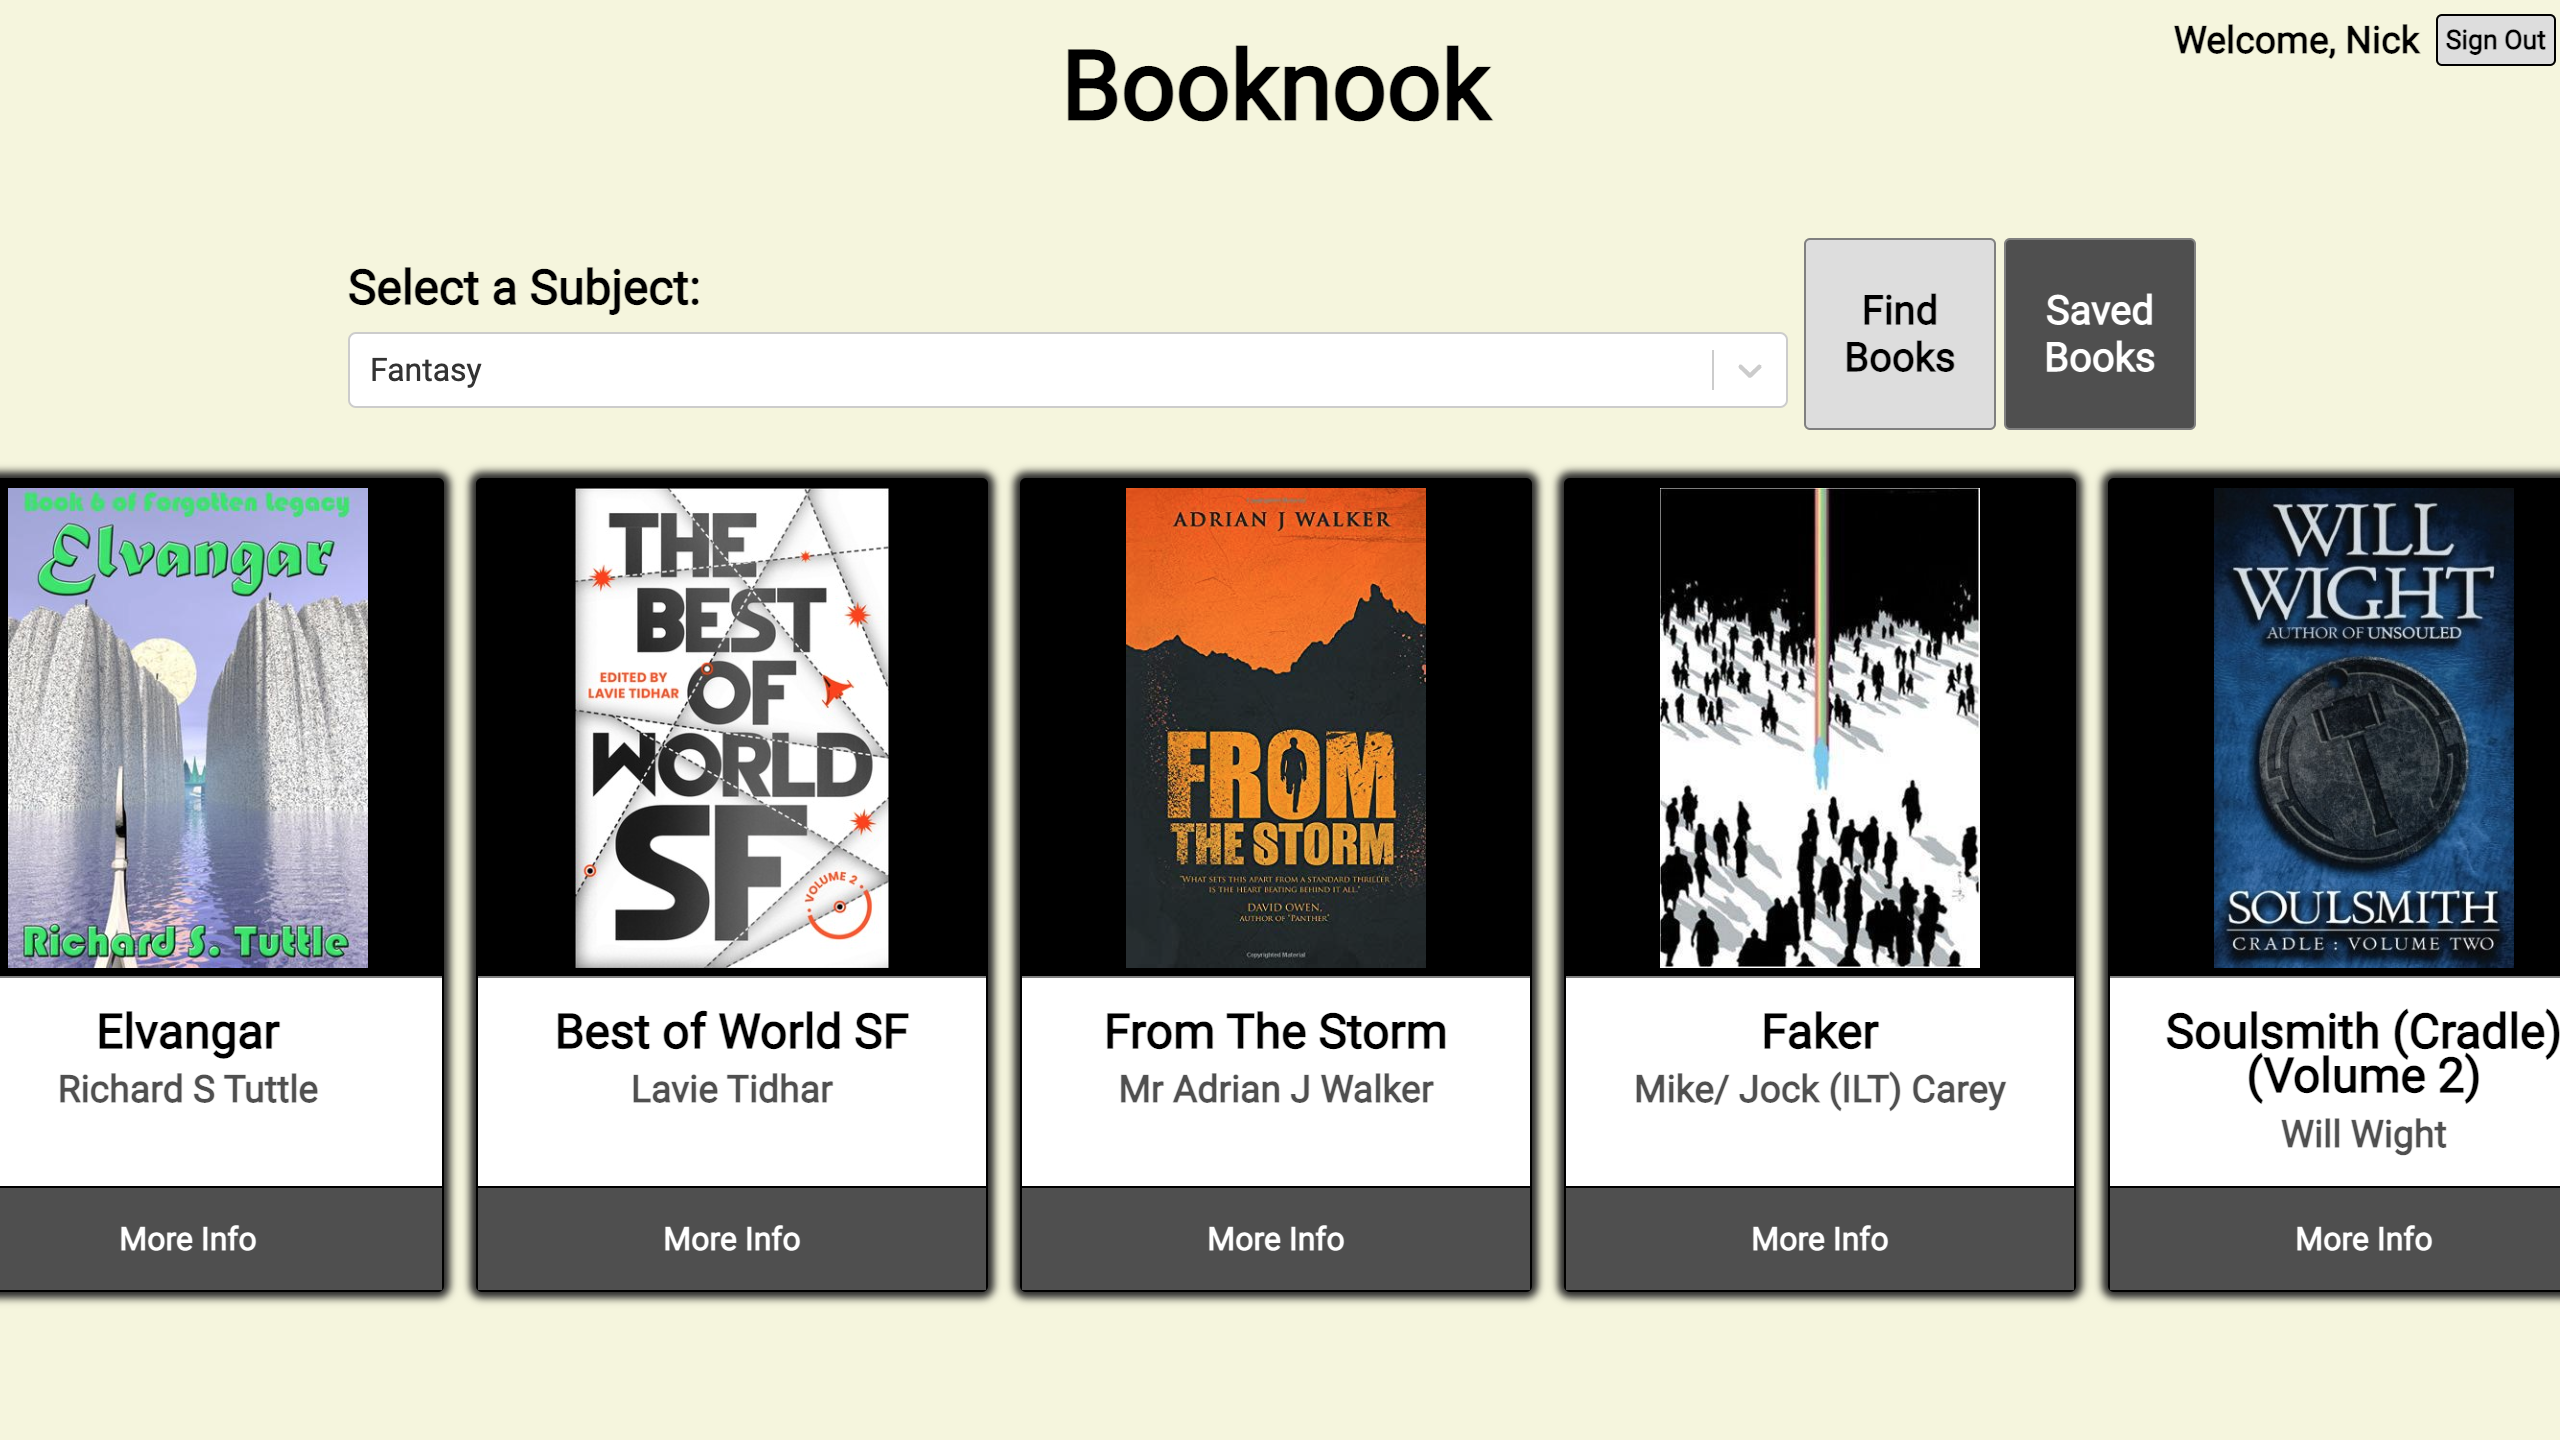 Welcome, Nick
Sign Out
Booknook
Select a Subject:
Fantasy
Find
Books
Saved
Books
Book 6 of Forgotten Legacy
Elvangar
Richard S. Tuttle
Elvangar
Richard S Tuttle
More Info
THE
BEST
EDITED BY
LAVIE TIDHAR
OF
WORLD
SF
VOLUME 2
Best of World SF
Lavie Tidhar
More Info
ADRIAN J WALKER
FROM
THE STORM
"WHAT SETS THIS APART FROM A STANDARD THRILLER
IS THE HEART BEATING BEHIND IT ALL."
DAVID OWEN,
AUTHOR OF "PANTHER"
Copyrighted Material
From The Storm
Mr Adrian J Walker
More Info
Faker
Mike/ Jock (ILT) Carey
More Info
WILL
WIGHT
AUTHOR OF UNSOULED
SOULSMITH
CRADLE : VOLUME TWO
Soulsmith (Cradle)
(Volume 2)
Will Wight
More Info